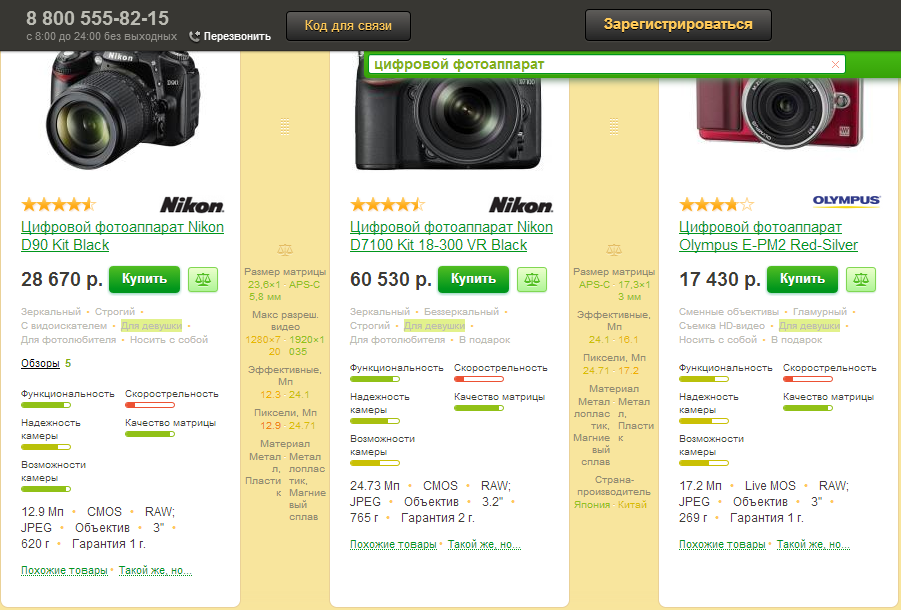 8 800 555-82-15
с 8:00 до 24:00 без выходных
Перезвонить
Код для связи
Зарегистрироваться
цифровой фотоаппарат
Nikon
D90
Nikon
Цифровой фотоаппарат Nikon
D90 Kit Black
28 670 р.
Купить
Зеркальный • Строгий •
С видоискателем • Для девушки •
Для фотолюбителя • Носить с собой
Обзоры 5
Функциональность
Скорострельность
Надежность
камеры
Качество матрицы
Возможности
камеры
12.9 Мп • CMOS • RAW;
JPEG • Объектив • 3" •
620 г • Гарантия 1 г.
Похожие товары • Такой же, но...
Размер матрицы
23,6×1 · APS-C
5,8 мм
Макс разреш.
видео
1280×7 · 1920×1
20 035
Эффективные,
Мп
12.3 · 24.1
Пиксели, Мп
12.9 · 24.71
Материал
Метал · Метал
л, лоплас
Пласти тик,
к Магние
вый
сплав
D7100
Nikon
Цифровой фотоаппарат Nikon
D7100 Kit 18-300 VR Black
60 530 р.
Купить
Зеркальный • Беззеркальный •
Строгий • Для девушки •
Для фотолюбителя • В подарок
Функциональность
Скорострельность
Надежность
камеры
Качество матрицы
Возможности
камеры
24.73 Мп • CMOS • RAW;
JPEG • Объектив • 3.2" •
765 г • Гарантия 2 г.
Похожие товары • Такой же, но...
Размер матрицы
APS-C · 17,3×1
3 мм
Эффективные,
Мп
24.1 · 16.1
Пиксели, Мп
24.71 · 17.2
Материал
Метал · Метал
лоплас л,
тик, Пласти
Магние к
вый
сплав
Страна-
производитель
Япония · Китай
OLYMPUS
OLYMPUS
Цифровой фотоаппарат
Olympus E-PM2 Red-Silver
17 430 р.
Купить
Сменные объективы • Гламурный •
Съемка HD-видео • Для девушки •
Носить с собой • В подарок
Функциональность
Скорострельность
Надежность
камеры
Качество матрицы
Возможности
камеры
17.2 Мп • Live MOS • RAW;
JPEG • Объектив • 3" •
269 г • Гарантия 1 г.
Похожие товары • Такой же, но...